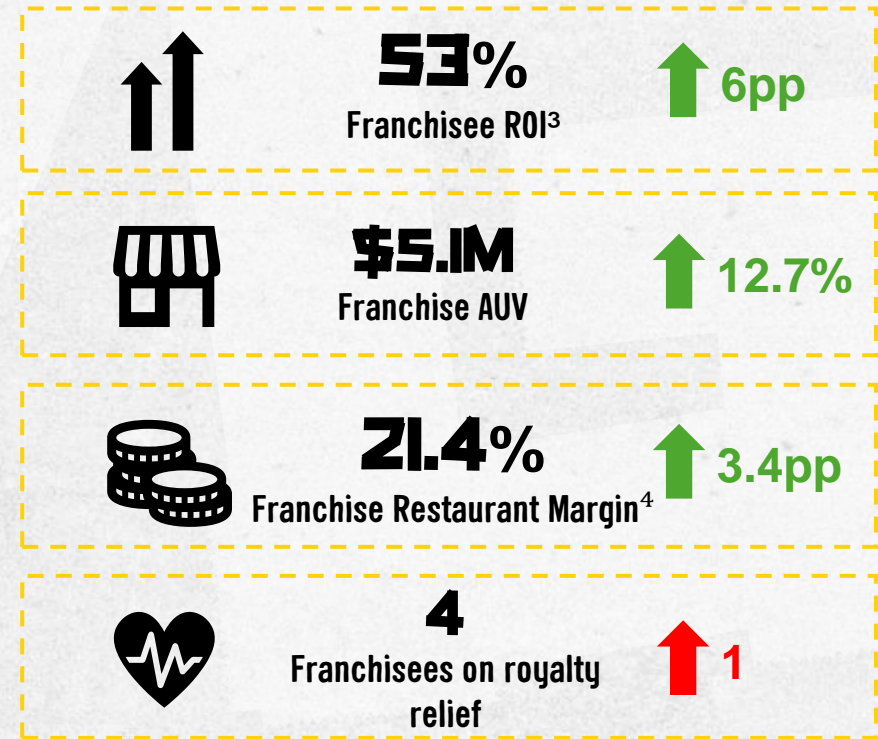 53%
6pp
Franchisee ROI³
$5.1M
12.7%
Franchise AUV
21.4%
3.4pp
Franchise Restaurant Margin⁴
4
Franchisees on royalty
relief
1